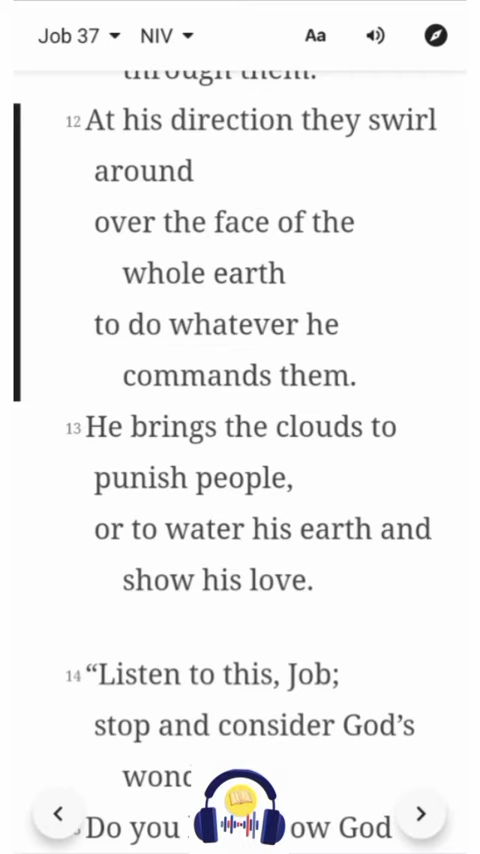 Job 37 NIV Aa
through them.
12 At his direction they swirl
around
over the face of the
whole earth
to do whatever he
commands them.
13 He brings the clouds to
punish people,
or to water his earth and
show his love.
14 “Listen to this, Job;
stop and consider God’s
Do you ow God